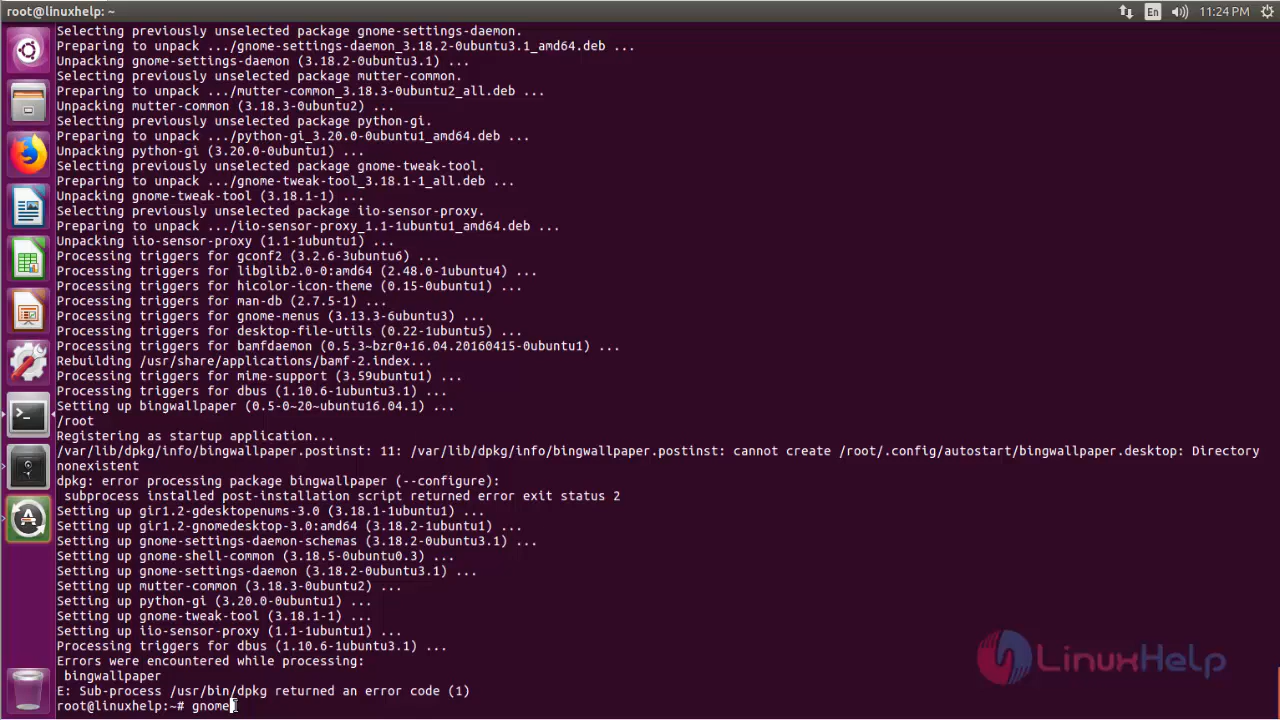 root@linuxhelp: ~
En
11:24 PM
Selecting previously unselected package gnome-settings-daemon.
Preparing to unpack .../gnome-settings-daemon_3.18.2-0ubuntu3.1_amd64.deb ...
Unpacking gnome-settings-daemon (3.18.2-0ubuntu3.1) ...
Selecting previously unselected package mutter-common.
Preparing to unpack .../mutter-common_3.18.3-0ubuntu2_all.deb ...
Unpacking mutter-common (3.18.3-0ubuntu2) ...
Selecting previously unselected package python-gi.
Preparing to unpack .../python-gi_3.20.0-0ubuntu1_amd64.deb ...
Unpacking python-gi (3.20.0-0ubuntu1) ...
Selecting previously unselected package gnome-tweak-tool.
Preparing to unpack .../gnome-tweak-tool_3.18.1-1_all.deb ...
Unpacking gnome-tweak-tool (3.18.1-1) ...
Selecting previously unselected package iio-sensor-proxy.
Preparing to unpack .../iio-sensor-proxy_1.1-1ubuntu1_amd64.deb ...
Unpacking iio-sensor-proxy (1.1-1ubuntu1) ...
Processing triggers for gconf2 (3.2.6-3ubuntu6) ...
Processing triggers for libglib2.0-0:amd64 (2.48.0-1ubuntu4) ...
Processing triggers for hicolor-icon-theme (0.15-0ubuntu1) ...
Processing triggers for man-db (2.7.5-1) ...
Processing triggers for gnome-menus (3.13.3-6ubuntu3) ...
Processing triggers for desktop-file-utils (0.22-1ubuntu5) ...
Processing triggers for bamfdaemon (0.5.3~bzr0+16.04.20160415-0ubuntu1) ...
Rebuilding /usr/share/applications/bamf-2.index...
Processing triggers for mime-support (3.59ubuntu1) ...
Processing triggers for dbus (1.10.6-1ubuntu3.1) ...
Setting up bingwallpaper (0.5-0~20~ubuntu16.04.1) ...
/root
Registering as startup application...
/var/lib/dpkg/info/bingwallpaper.postinst: 11: /var/lib/dpkg/info/bingwallpaper.postinst: cannot create /root/.config/autostart/bingwallpaper.desktop: Directory
nonexistent
dpkg: error processing package bingwallpaper (--configure):
subprocess installed post-installation script returned error exit status 2
Setting up gir1.2-gdesktopenums-3.0 (3.18.1-1ubuntu1) ...
Setting up gir1.2-gnomedesktop-3.0:amd64 (3.18.2-1ubuntu1) ...
Setting up gnome-settings-daemon-schemas (3.18.2-0ubuntu3.1) ...
Setting up gnome-shell-common (3.18.5-0ubuntu0.3) ...
Setting up gnome-settings-daemon (3.18.2-0ubuntu3.1) ...
Setting up mutter-common (3.18.3-0ubuntu2) ...
Setting up python-gi (3.20.0-0ubuntu1) ...
Setting up gnome-tweak-tool (3.18.1-1) ...
Setting up iio-sensor-proxy (1.1-1ubuntu1) ...
Processing triggers for dbus (1.10.6-1ubuntu3.1) ...
Errors were encountered while processing:
bingwallpaper
E: Sub-process /usr/bin/dpkg returned an error code (1)
root@linuxhelp:~# gnome
LinuxHelp